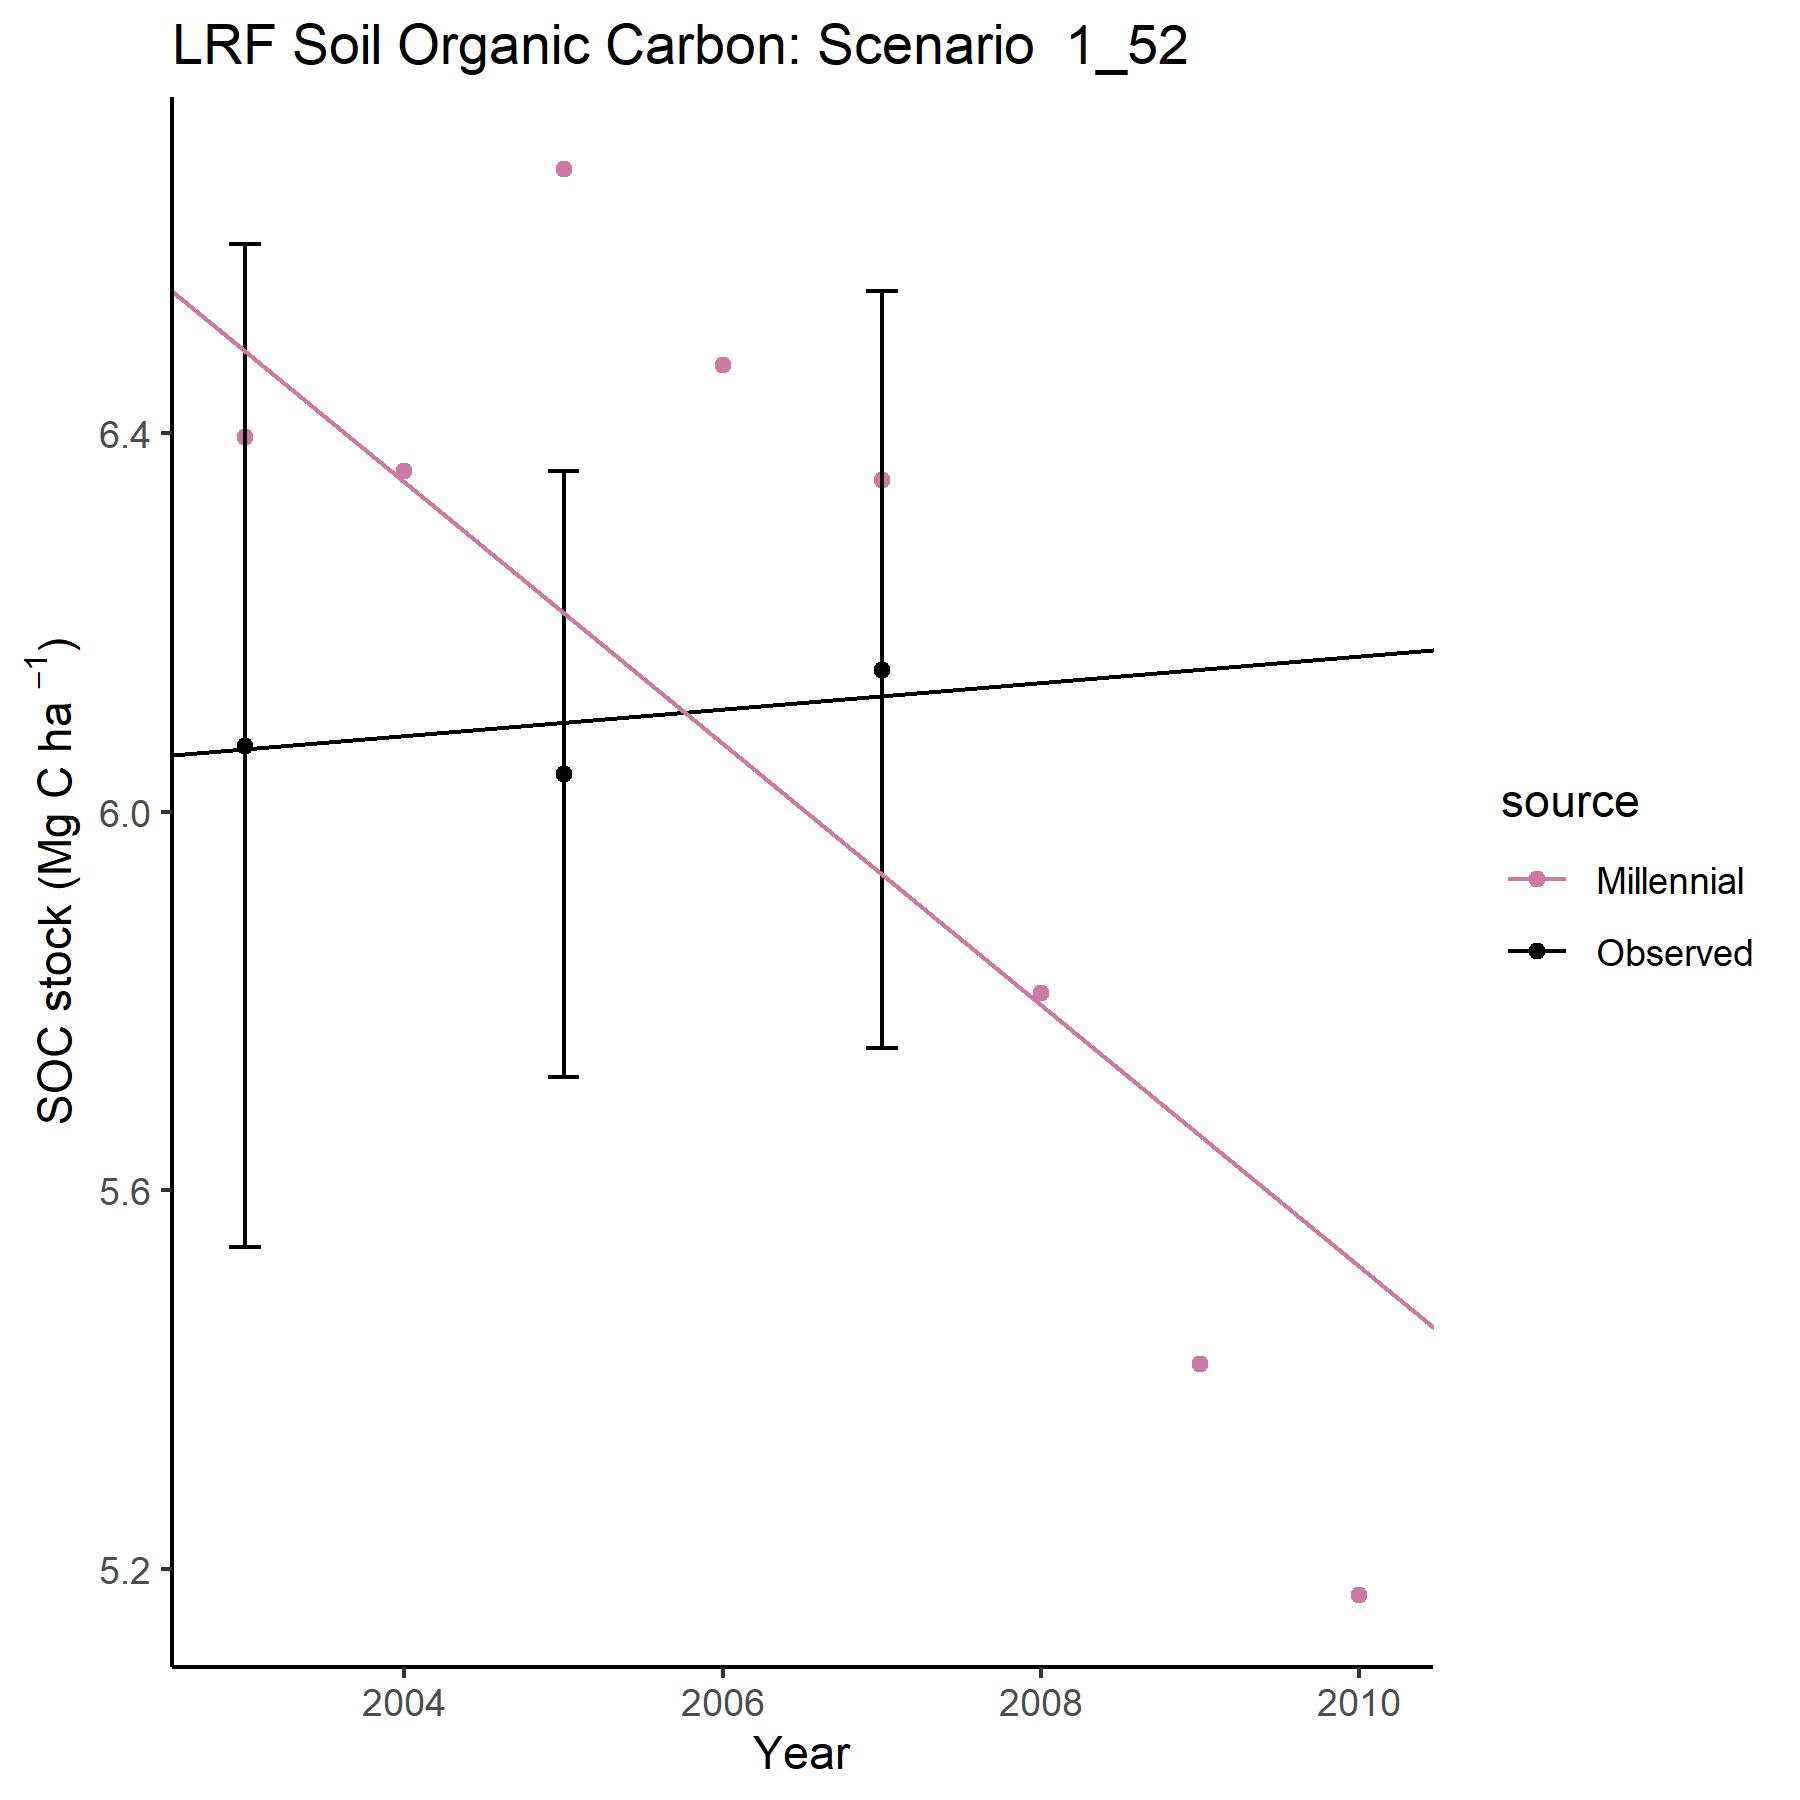 LRF Soil Organic Carbon: Scenario  1_52
SOC stock (Mg C ha ⁻¹)
6.4
6.0
5.6
5.2
2004
2006
2008
2010
Year
source
Millennial
Observed